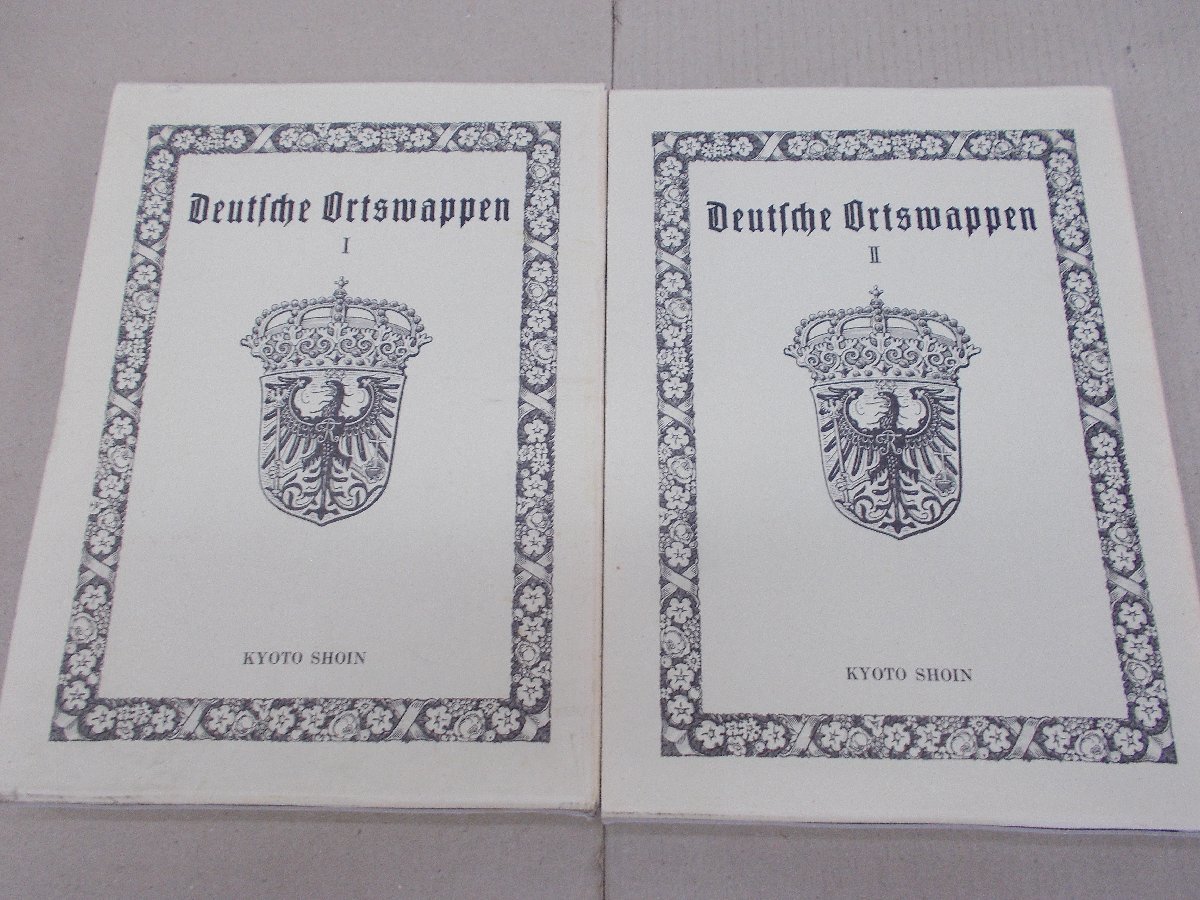 Deutſche Ortswappen
I
KYOTO SHOIN
Deutſche Ortswappen
II
KYOTO SHOIN